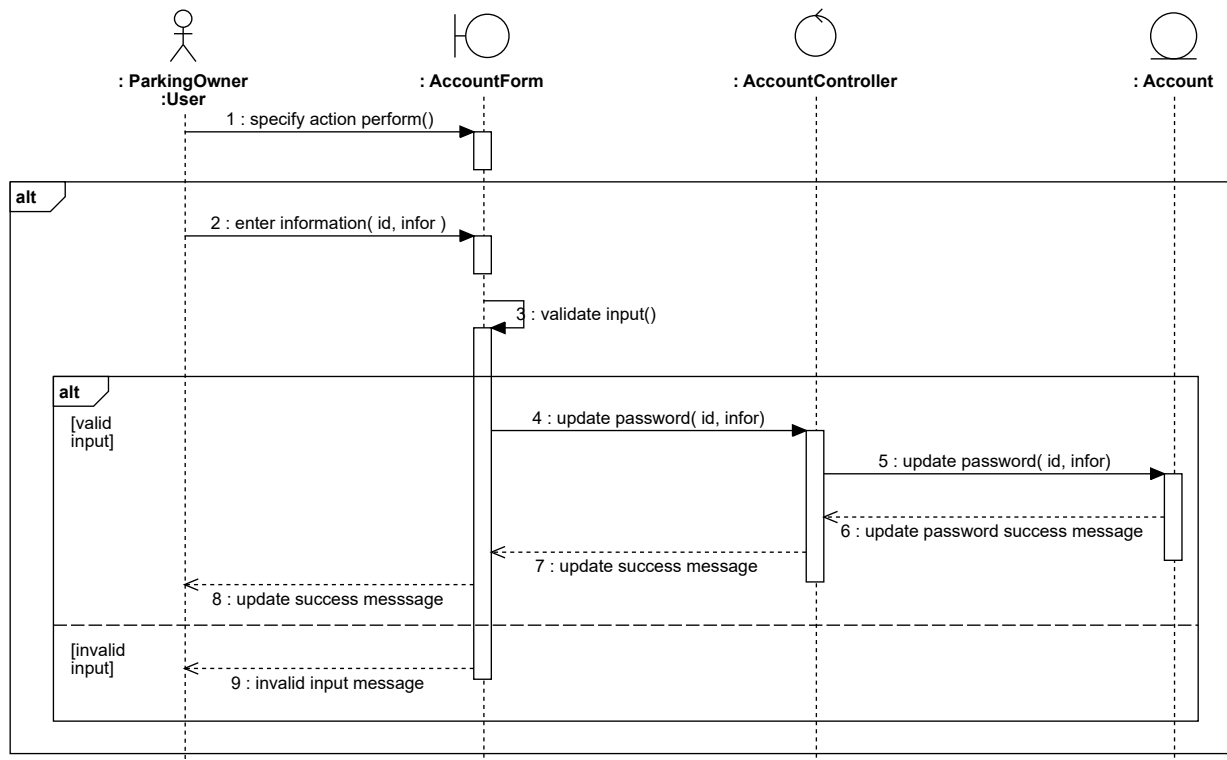 : ParkingOwner
:User
: AccountForm
: AccountController
: Account
1 : specify action perform()
alt
2 : enter information( id, infor )
3 : validate input()
alt
[valid
input]
4 : update password( id, infor)
5 : update password( id, infor)
6 : update password success message
7 : update success message
8 : update success messsage
[invalid
input]
9 : invalid input message